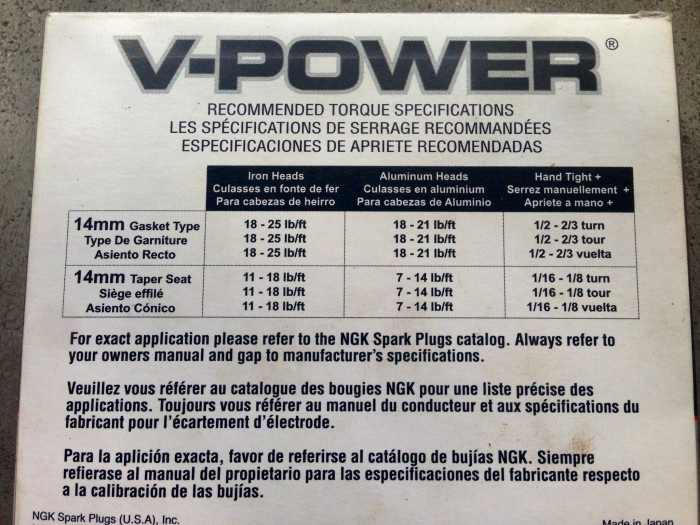 V-POWER®
RECOMMENDED TORQUE SPECIFICATIONS
LES SPÉCIFICATIONS DE SERRAGE RECOMMANDÉES
ESPECIFICACIONES DE APRIETE RECOMENDADAS
Iron Heads Aluminum Heads Hand Tight +
Culasses en fonte de fer Culasses en aluminium Serrez manuellement +
Para cabezas de heirro Para cabezas de Aluminio Apriete a mano +
14mm Gasket Type 18 - 25 lb/ft 18 - 21 lb/ft 1/2 - 2/3 turn
Type De Garniture 18 - 25 lb/ft 18 - 21 lb/ft 1/2 - 2/3 tour
Asiento Recto 18 - 25 lb/ft 18 - 21 lb/ft 1/2 - 2/3 vuelta
14mm Taper Seat 11 - 18 lb/ft 7 - 14 lb/ft 1/16 - 1/8 turn
Siège effilé 11 - 18 lb/ft 7 - 14 lb/ft 1/16 - 1/8 tour
Asiento Cónico 11 - 18 lb/ft 7 - 14 lb/ft 1/16 - 1/8 vuelta
For exact application please refer to the NGK Spark Plugs catalog. Always refer to
your owners manual and gap to manufacturer's specifications.
Veuillez vous référer au catalogue des bougies NGK pour une liste précise des
applications. Toujours vous référer au manuel du conducteur et aux spécifications du
fabricant pour l'écartement d'électrode.
Para la aplición exacta, favor de referirse al catálogo de bujías NGK. Siempre
refierase al manual del propietario para las especificaciones del fabricante respecto
a la calibración de las bujías.
NGK Spark Plugs (U.S.A), Inc. Made in Japan